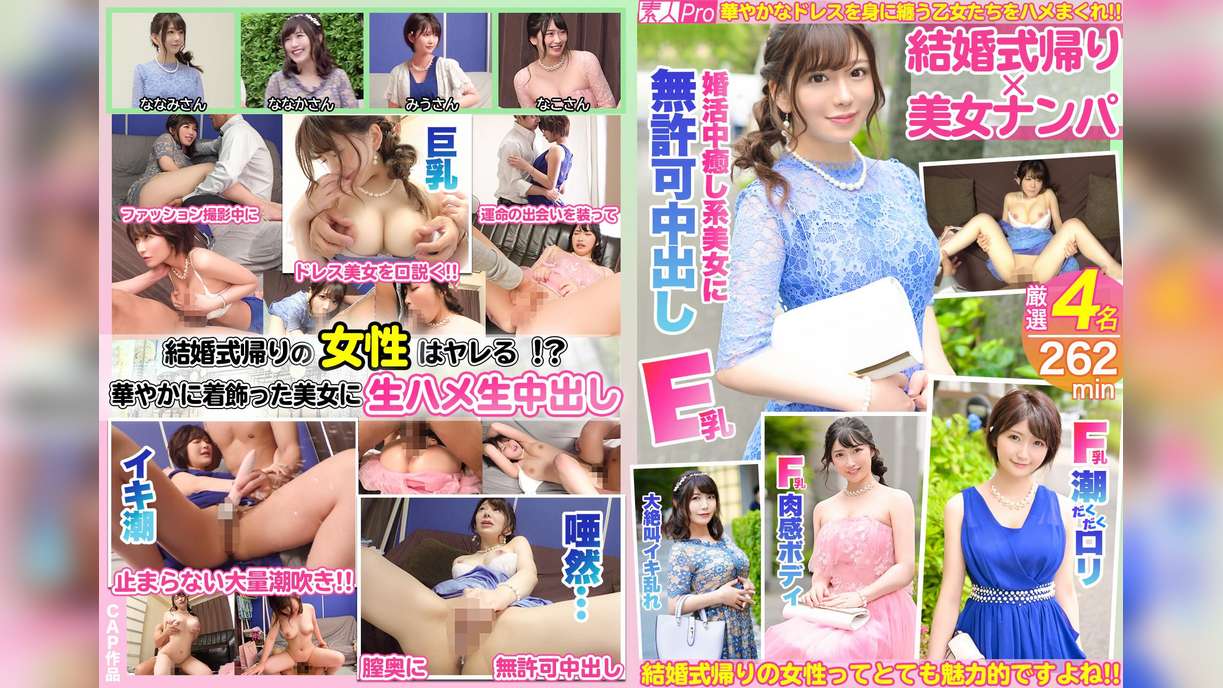 ななみさん
ななかさん
みうさん
なこさん
ファッション撮影中に
巨乳
運命の出会いを装って
ドレス美女を口説く!!
結婚式帰りの女性はヤレる!?
華やかに着飾った美女に生ハメ生中出し
イキ潮
止まらない大量潮吹き!!
唖然…
膣奥に
無許可中出し
CAP作品
素人Pro
華やかなドレスを身に纏う乙女たちをハメまくれ!!
結婚式帰り
×
美女ナンパ
婚活中癒し系美女に
無許可中出し
E乳
厳選
4名
262
min
大絶叫イキ乱れ
F乳
肉感ボディ
F乳
潮だくだくロリ
結婚式帰りの女性ってとても魅力的ですよね!!